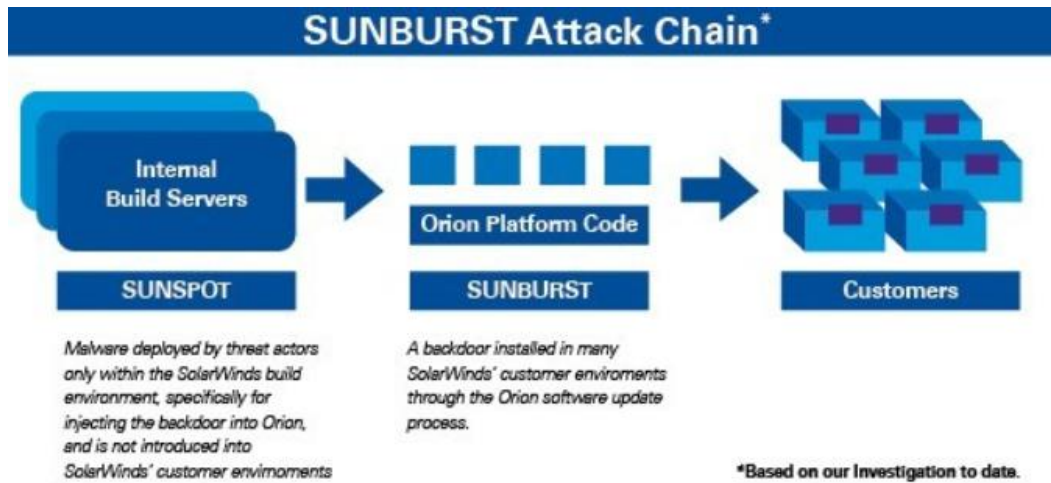 SUNBURST Attack Chain*
Internal
Build Servers
Orion Platform Code
SUNSPOT
SUNBURST
Customers
Malware deployed by threat actors
only within the SolarWinds build
environment, specifically for
injecting the backdoor into Orion,
and is not introduced into
SolarWinds' customer envirnoments
A backdoor installed in many
SolarWinds' customer enviroments
through the Orion software update
process.
*Based on our Investigation to date.